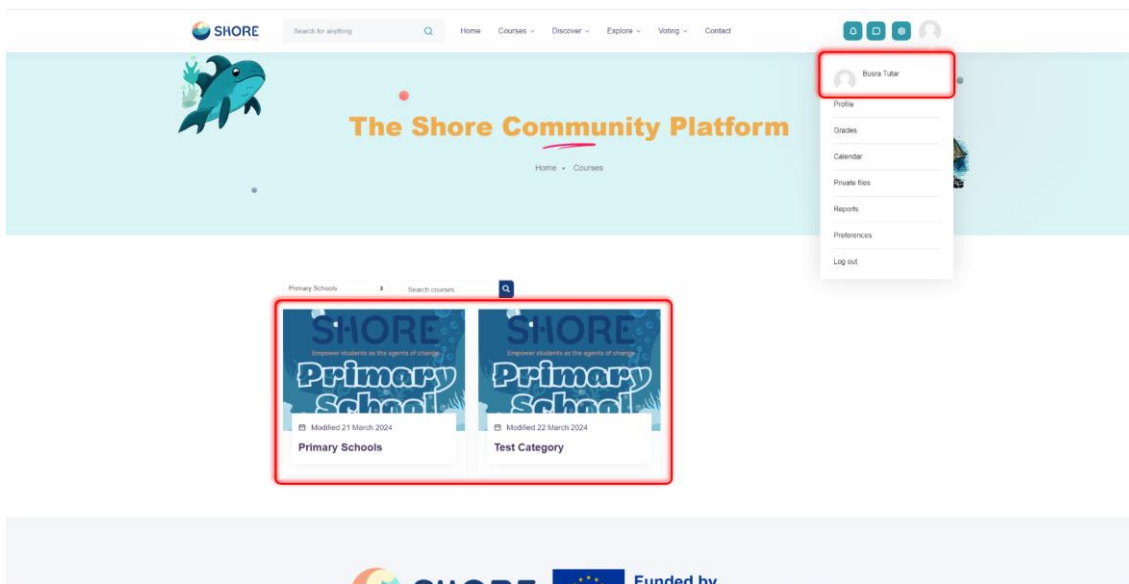 SHORE
Search for anything
Home Courses Discover Explore Voting Contact
Busra Tutar
Profile
Grades
Calendar
Private files
Reports
Preferences
Log out
The Shore Community Platform
Home • Courses
Primary Schools
Search courses
SHORE
Empower students as the agents of change
Primary
School
Modified 21 March 2024
Primary Schools
SHORE
Empower students as the agents of change
Primary
School
Modified 22 March 2024
Test Category
SHORE
Funded by